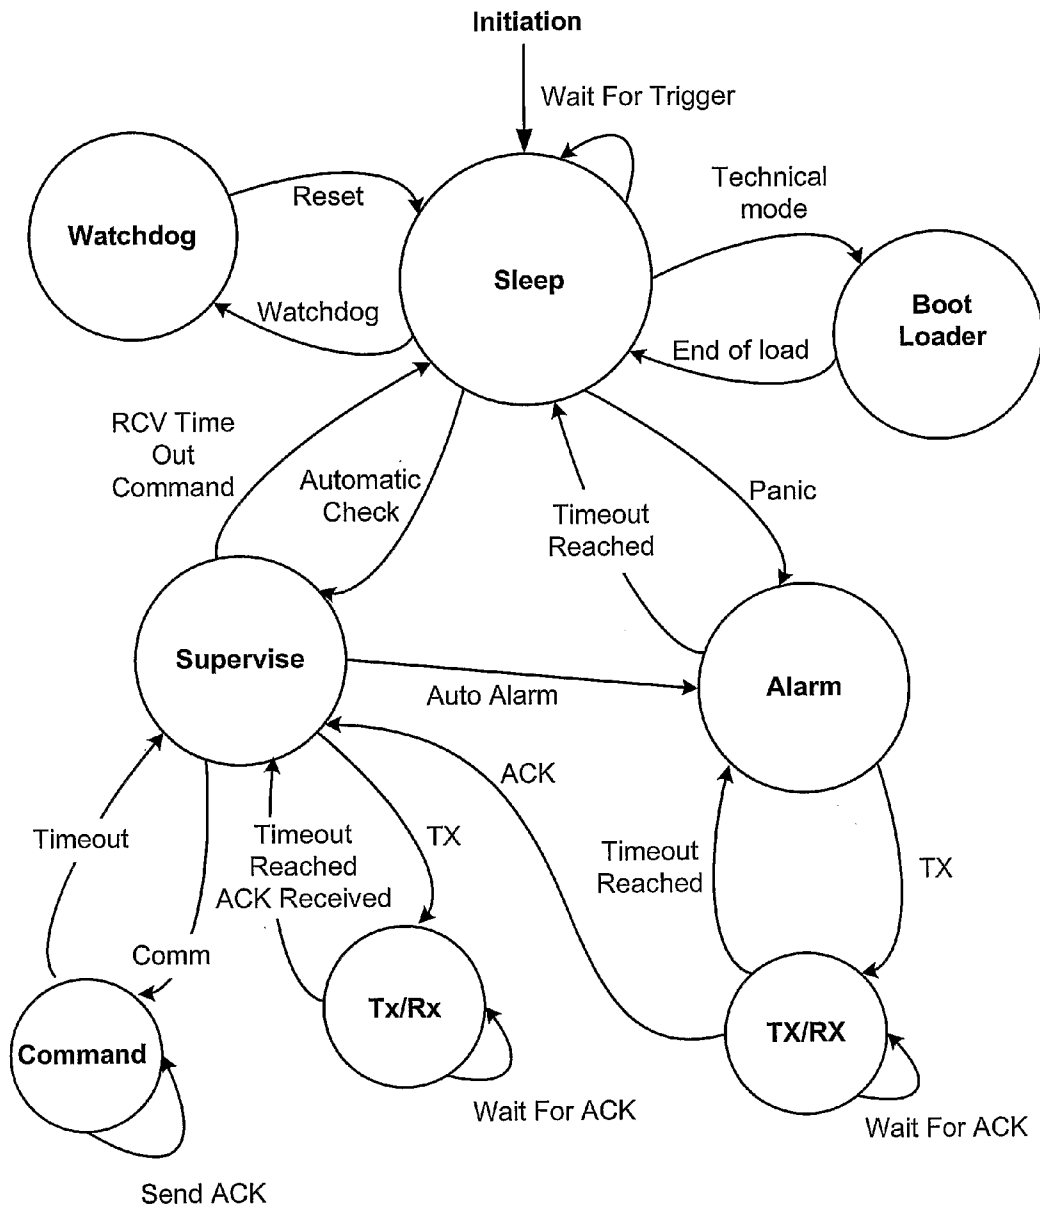 Initiation
Wait For Trigger
Reset
Technical
mode
Watchdog
Sleep
Watchdog
Boot
Loader
End of load
RCV Time
Out
Command
Automatic
Check
Panic
Timeout
Reached
Supervise
Auto Alarm
Alarm
ACK
Timeout
Timeout
Reached
ACK Received
TX
Timeout
Reached
TX
Comm
Command
Tx/Rx
TX/RX
Wait For ACK
Wait For ACK
Send ACK